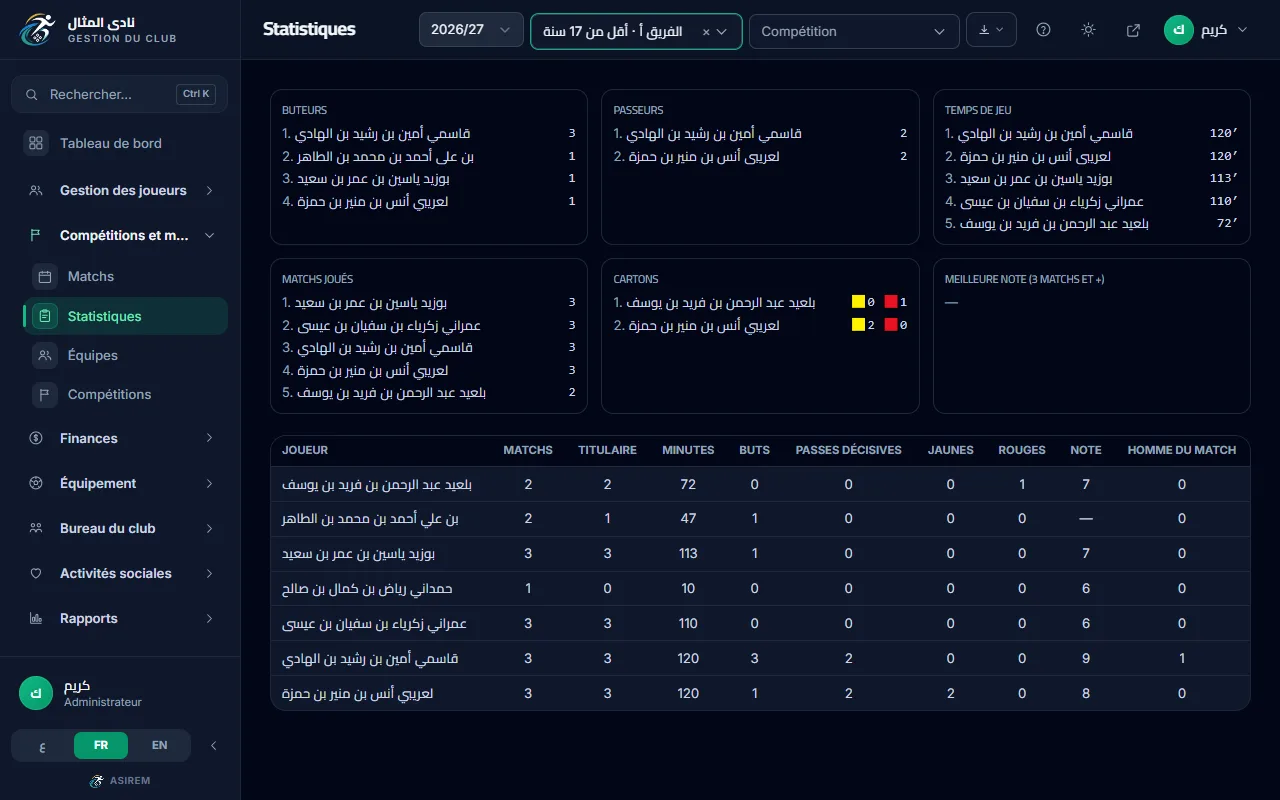 نادي المثال
GESTION DU CLUB
Statistiques
2026/27
الفريق أ · أقل من 17 سنة
Compétition
ك
كريم
Rechercher...
Ctrl K
Tableau de bord
Gestion des joueurs
Compétitions et m...
Matchs
Statistiques
Équipes
Compétitions
Finances
Équipement
Bureau du club
Activités sociales
Rapports
ك
كريم
Administrateur
ع
FR
EN
ASIREM
BUTEURS
1. قاسمي أمين بن رشيد بن الهادي 3
2. بن علي أحمد بن محمد بن الطاهر 1
3. بوزيد ياسين بن عمر بن سعيد 1
4. لعريبي أنس بن منير بن حمزة 1
PASSEURS
1. قاسمي أمين بن رشيد بن الهادي 2
2. لعريبي أنس بن منير بن حمزة 2
TEMPS DE JEU
1. قاسمي أمين بن رشيد بن الهادي 120′
2. لعريبي أنس بن منير بن حمزة 120′
3. بوزيد ياسين بن عمر بن سعيد 113′
4. عمراني زكرياء بن سفيان بن عيسى 110′
5. بلعيد عبد الرحمن بن فريد بن يوسف 72′
MATCHS JOUÉS
1. بوزيد ياسين بن عمر بن سعيد 3
2. عمراني زكرياء بن سفيان بن عيسى 3
3. قاسمي أمين بن رشيد بن الهادي 3
4. لعريبي أنس بن منير بن حمزة 3
5. بلعيد عبد الرحمن بن فريد بن يوسف 2
CARTONS
1. بلعيد عبد الرحمن بن فريد بن يوسف 0 1
2. لعريبي أنس بن منير بن حمزة 2 0
MEILLEURE NOTE (3 MATCHS ET +)
—
JOUEUR MATCHS TITULAIRE MINUTES BUTS PASSES DÉCISIVES JAUNES ROUGES NOTE HOMME DU MATCH
بلعيد عبد الرحمن بن فريد بن يوسف 2 2 72 0 0 0 1 7 0
بن علي أحمد بن محمد بن الطاهر 2 1 47 1 0 0 0 — 0
بوزيد ياسين بن عمر بن سعيد 3 3 113 1 0 0 0 7 0
حمداني رياض بن كمال بن صالح 1 0 10 0 0 0 0 6 0
عمراني زكرياء بن سفيان بن عيسى 3 3 110 0 0 0 0 6 0
قاسمي أمين بن رشيد بن الهادي 3 3 120 3 2 0 0 9 1
لعريبي أنس بن منير بن حمزة 3 3 120 1 2 2 0 8 0